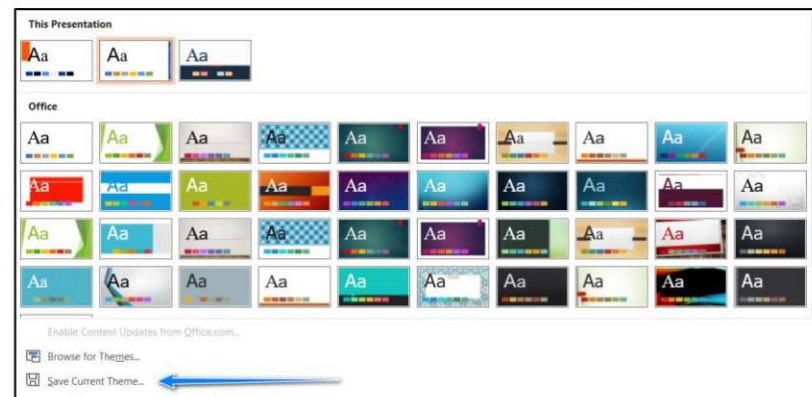 This Presentation
Aa Aa Aa
Office
Aa Aa Aa Aa Aa Aa Aa Aa Aa Aa
Aa Aa Aa Aa Aa Aa Aa Aa Aa Aa
Aa Aa Aa Aa Aa Aa Aa Aa Aa Aa
Aa Aa Aa Aa Aa Aa Aa Aa Aa Aa
Enable Content Updates from Office.com...
Browse for Themes...
Save Current Theme...